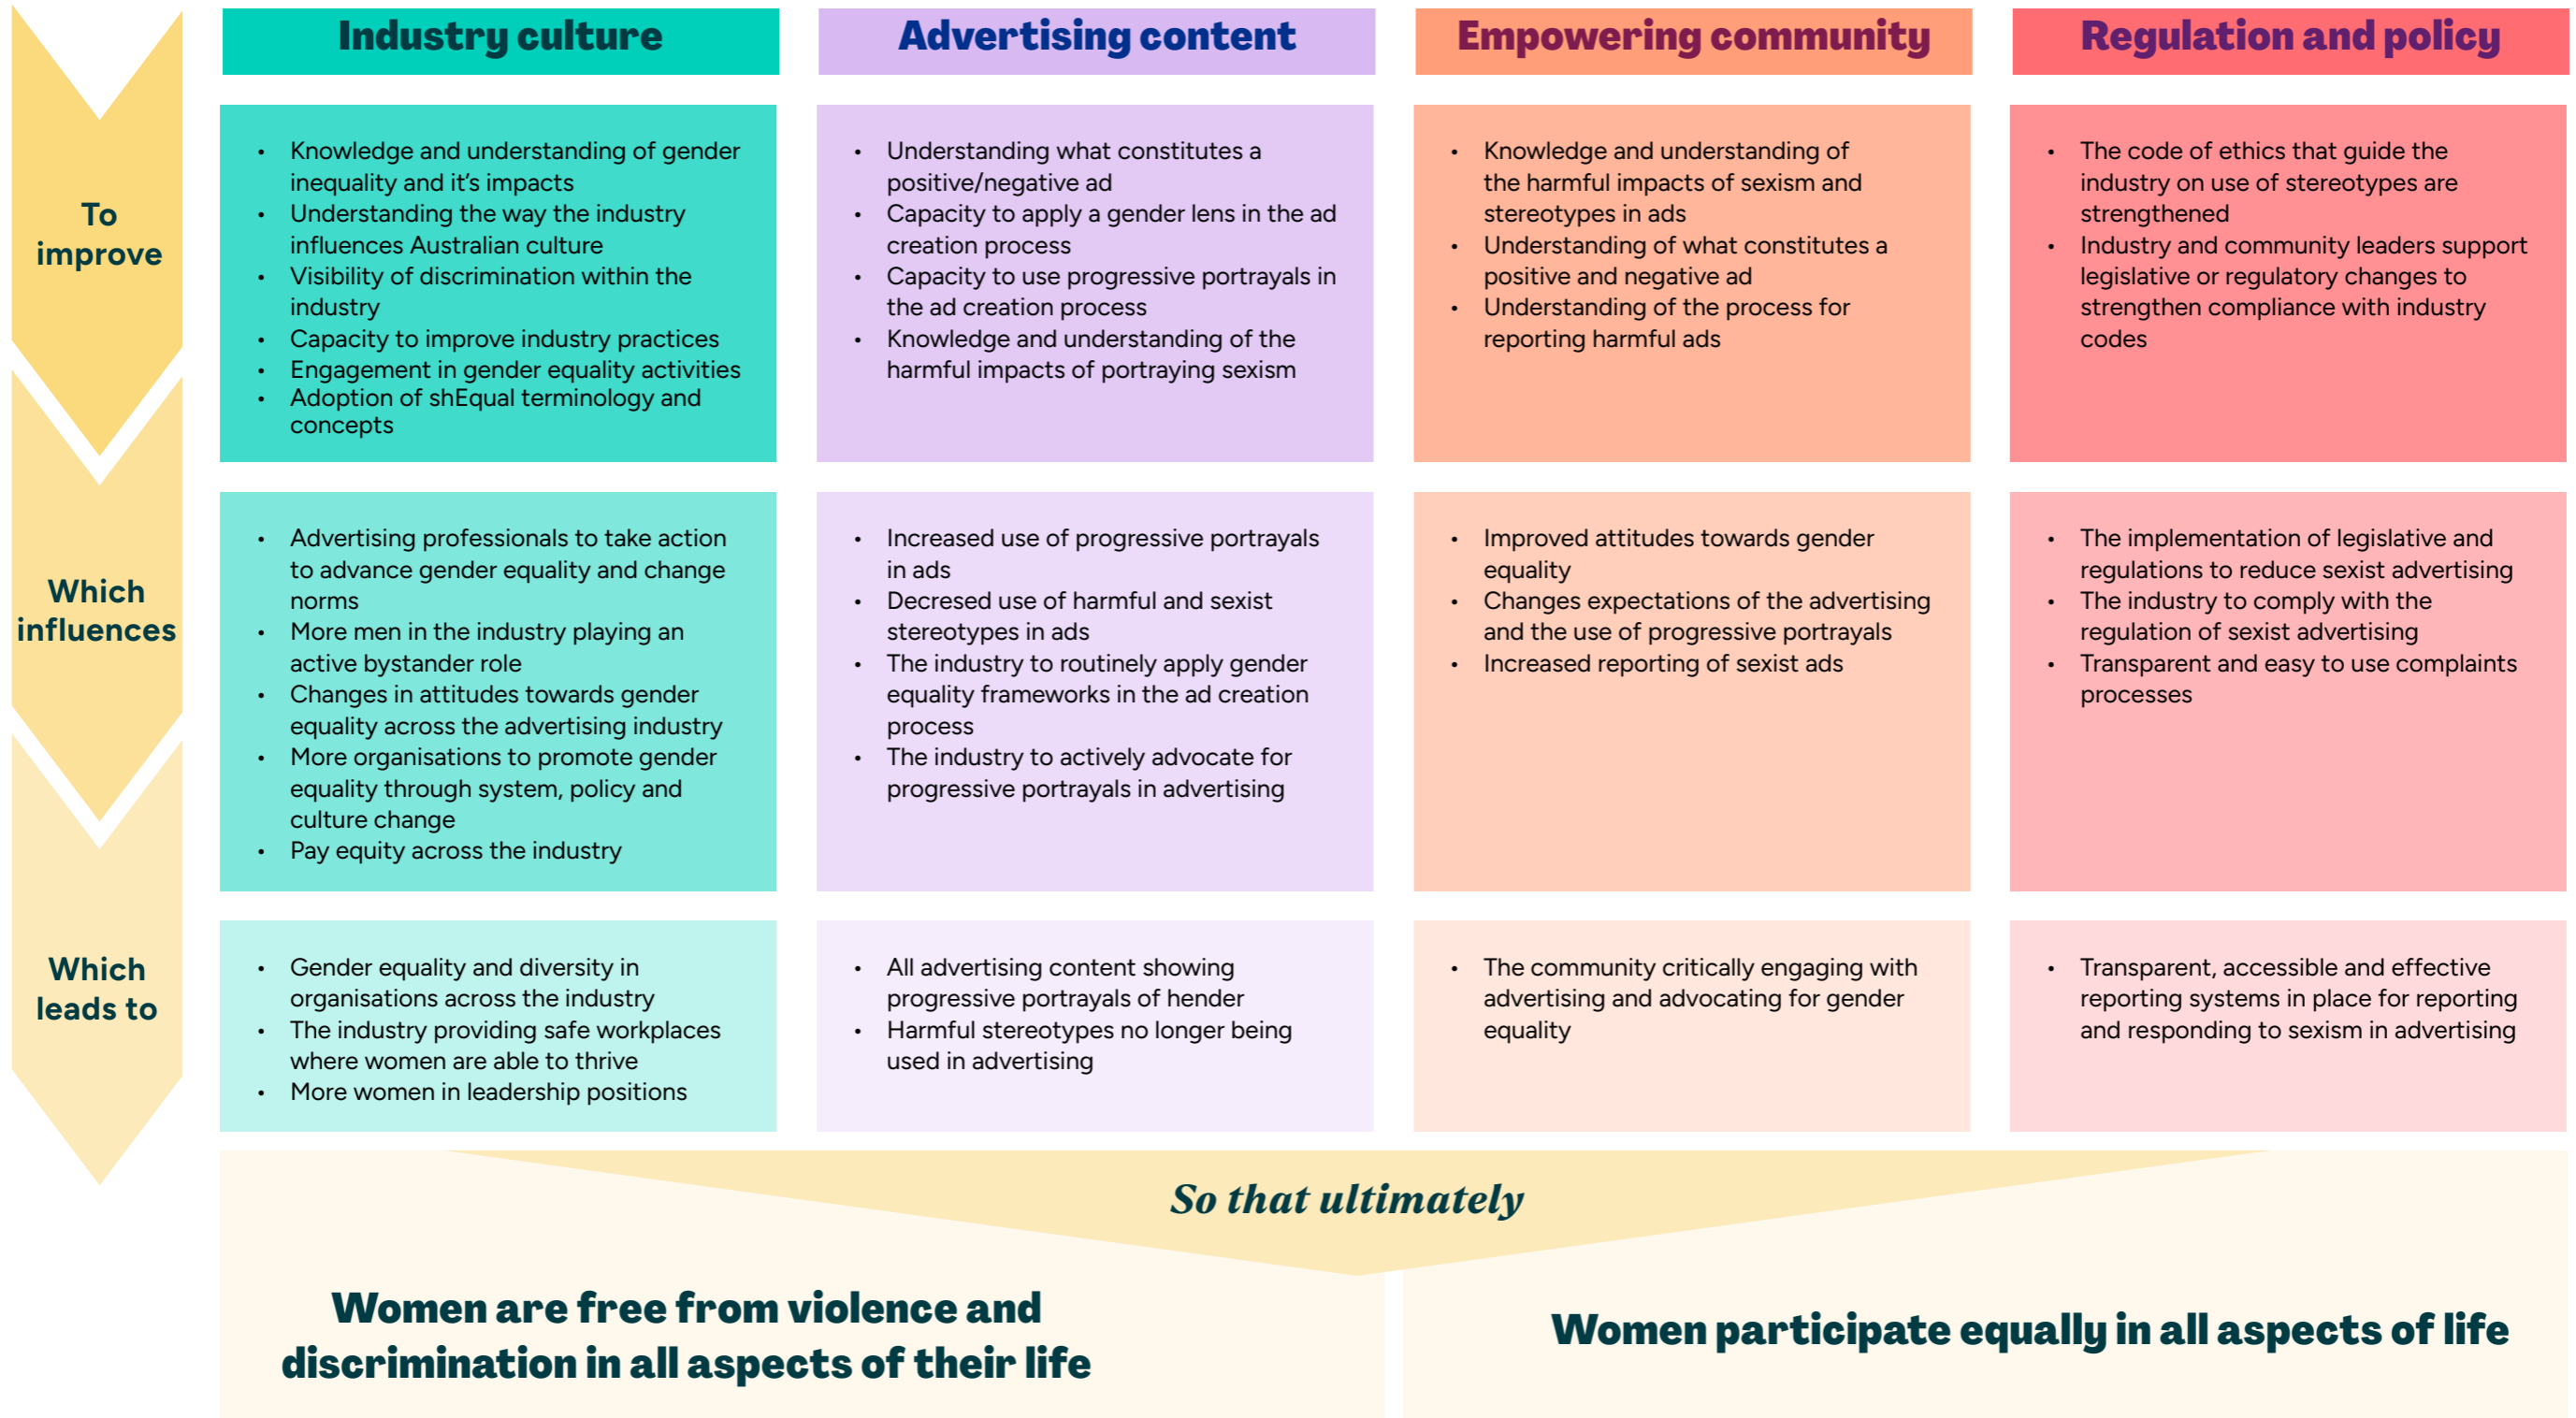 Industry culture
Advertising content
Empowering community
Regulation and policy
To
improve
• Knowledge and understanding of gender
inequality and it's impacts
• Understanding the way the industry
influences Australian culture
• Visibility of discrimination within the
industry
• Capacity to improve industry practices
• Engagement in gender equality activities
• Adoption of shEqual terminology and
concepts
• Understanding what constitutes a
positive/negative ad
• Capacity to apply a gender lens in the ad
creation process
• Capacity to use progressive portrayals in
the ad creation process
• Knowledge and understanding of the
harmful impacts of portraying sexism
• Knowledge and understanding of
the harmful impacts of sexism and
stereotypes in ads
• Understanding of what constitutes a
positive and negative ad
• Understanding of the process for
reporting harmful ads
• The code of ethics that guide the
industry on use of stereotypes are
strengthened
• Industry and community leaders support
legislative or regulatory changes to
strengthen compliance with industry
codes
Which
influences
• Advertising professionals to take action
to advance gender equality and change
norms
• More men in the industry playing an
active bystander role
• Changes in attitudes towards gender
equality across the advertising industry
• More organisations to promote gender
equality through system, policy and
culture change
• Pay equity across the industry
• Increased use of progressive portrayals
in ads
• Decresed use of harmful and sexist
stereotypes in ads
• The industry to routinely apply gender
equality frameworks in the ad creation
process
• The industry to actively advocate for
progressive portrayals in advertising
• Improved attitudes towards gender
equality
• Changes expectations of the advertising
and the use of progressive portrayals
• Increased reporting of sexist ads
• The implementation of legislative and
regulations to reduce sexist advertising
• The industry to comply with the
regulation of sexist advertising
• Transparent and easy to use complaints
processes
Which
leads to
• Gender equality and diversity in
organisations across the industry
• The industry providing safe workplaces
where women are able to thrive
• More women in leadership positions
• All advertising content showing
progressive portrayals of hender
• Harmful stereotypes no longer being
used in advertising
• The community critically engaging with
advertising and advocating for gender
equality
• Transparent, accessible and effective
reporting systems in place for reporting
and responding to sexism in advertising
So that ultimately
Women are free from violence and
discrimination in all aspects of their life
Women participate equally in all aspects of life